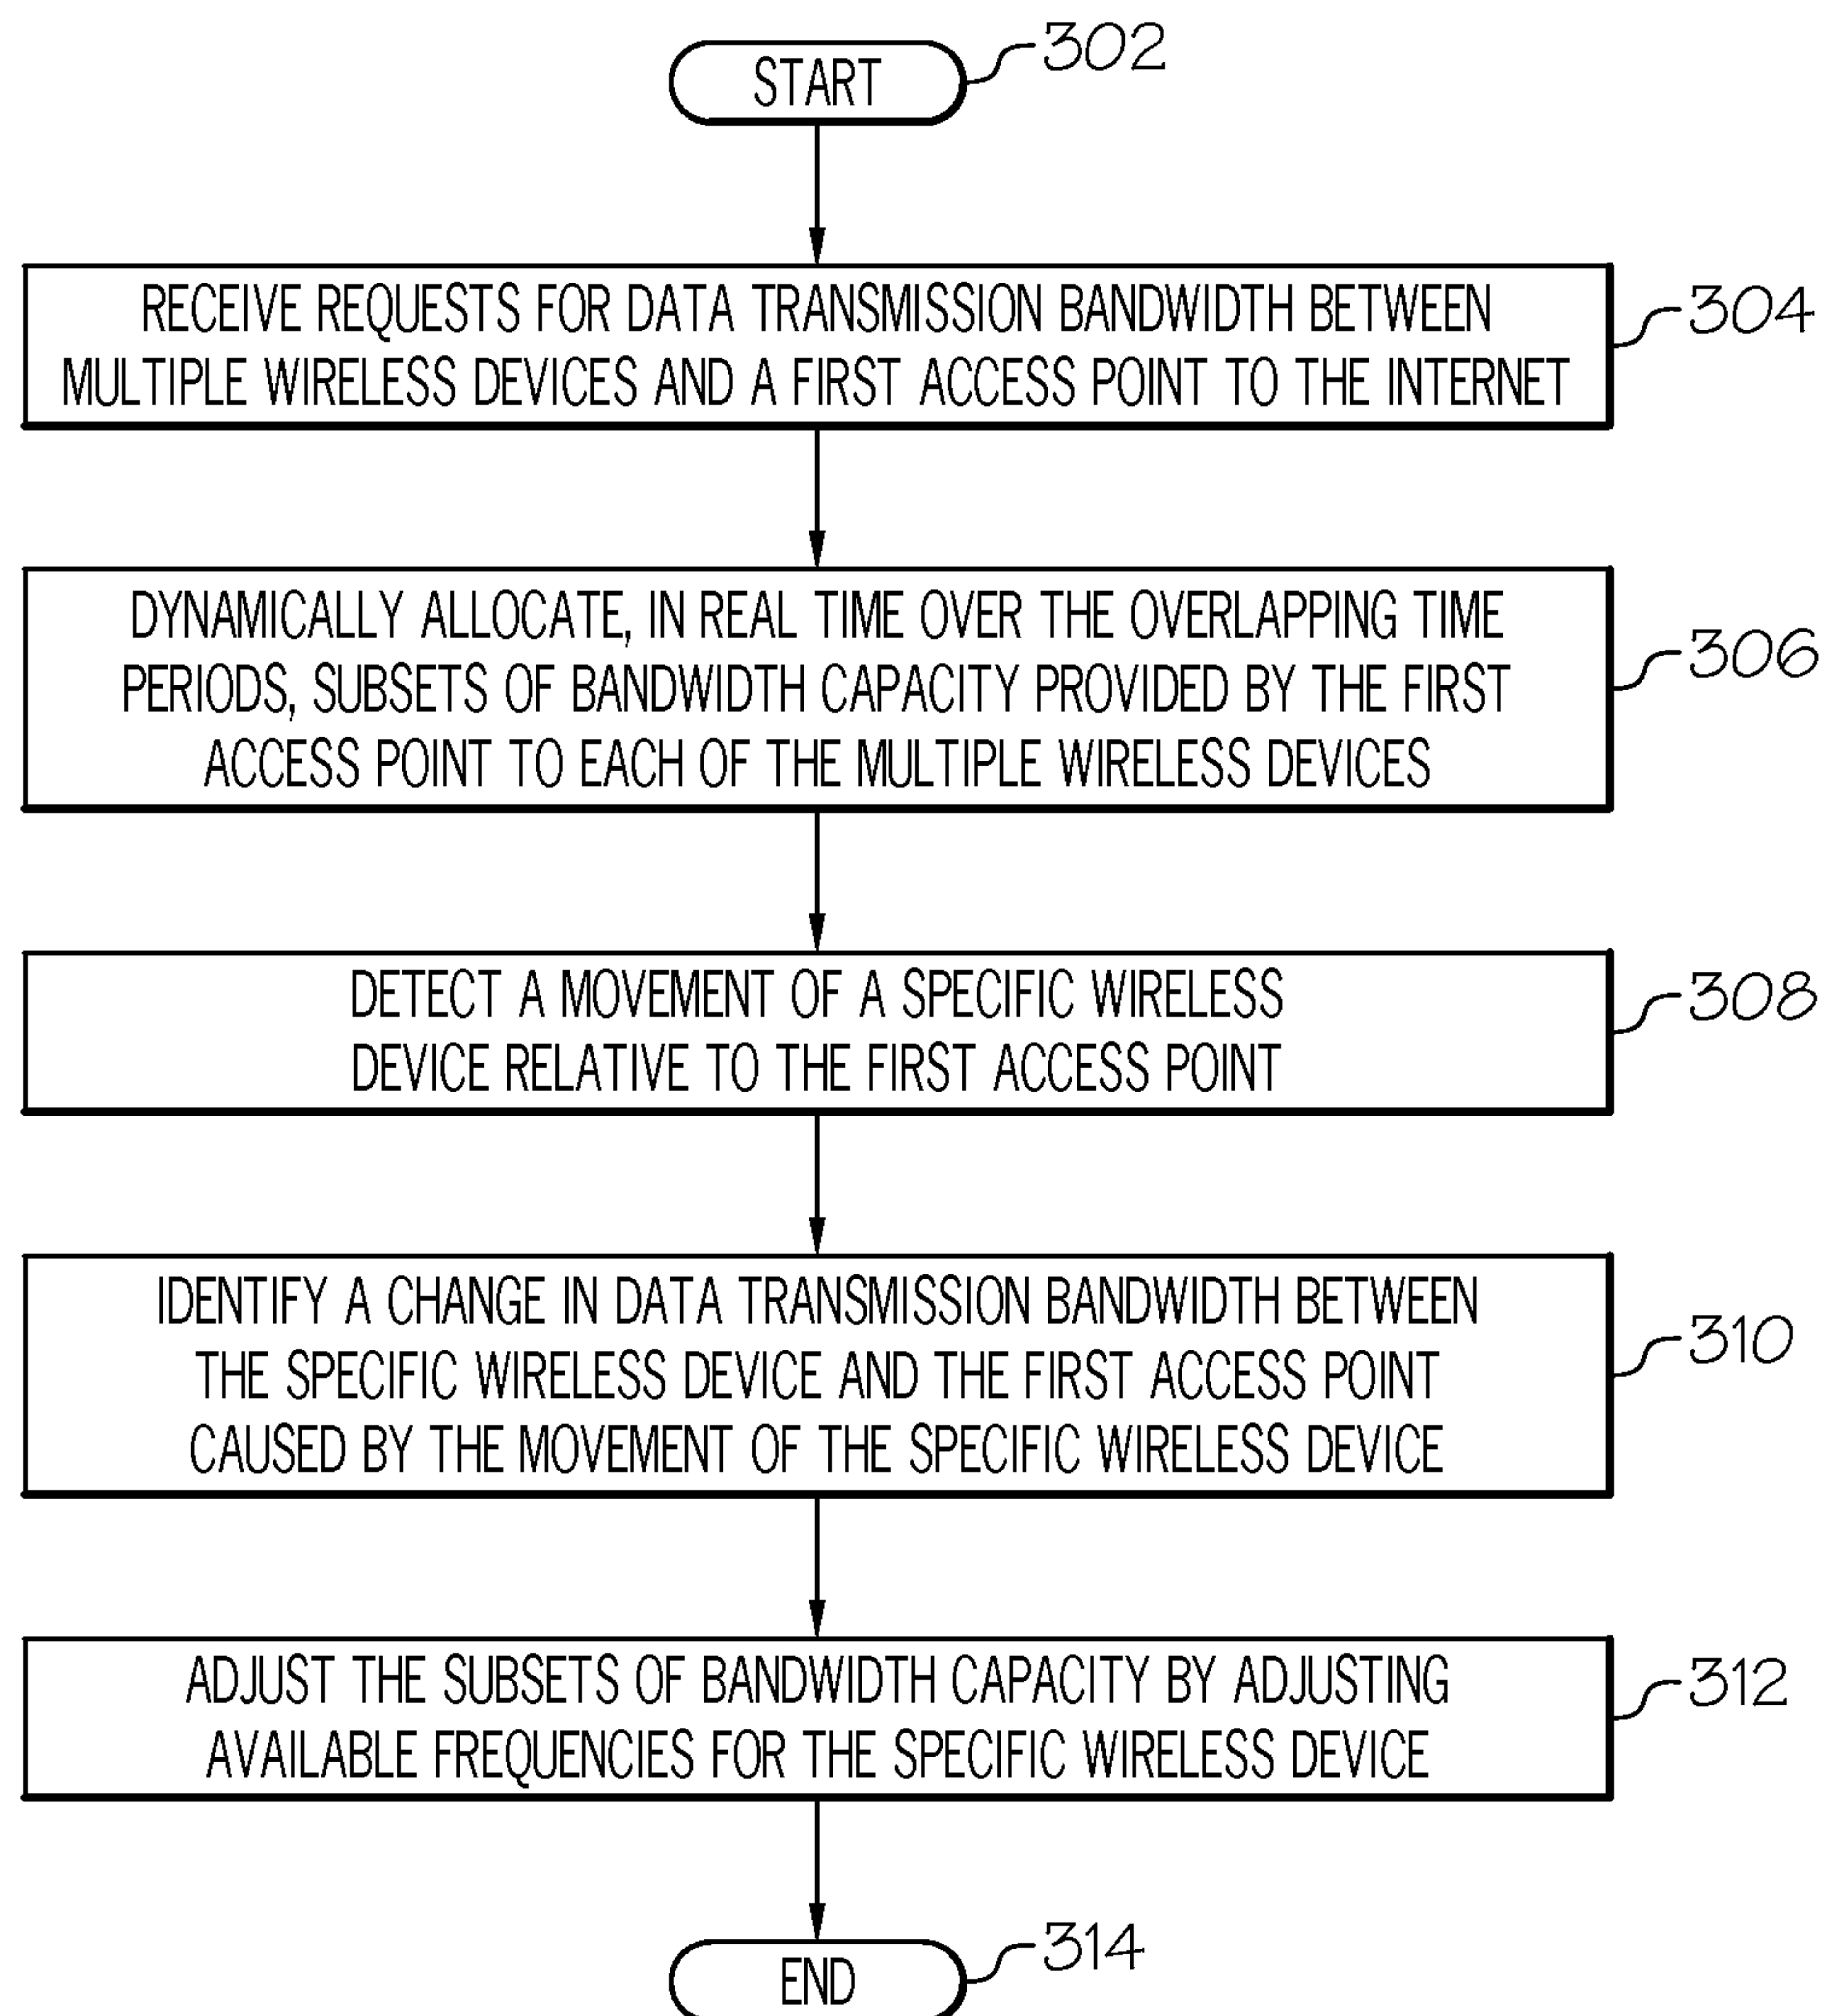 START
302
RECEIVE REQUESTS FOR DATA TRANSMISSION BANDWIDTH BETWEEN
MULTIPLE WIRELESS DEVICES AND A FIRST ACCESS POINT TO THE INTERNET
304
DYNAMICALLY ALLOCATE, IN REAL TIME OVER THE OVERLAPPING TIME
PERIODS, SUBSETS OF BANDWIDTH CAPACITY PROVIDED BY THE FIRST
ACCESS POINT TO EACH OF THE MULTIPLE WIRELESS DEVICES
306
DETECT A MOVEMENT OF A SPECIFIC WIRELESS
DEVICE RELATIVE TO THE FIRST ACCESS POINT
308
IDENTIFY A CHANGE IN DATA TRANSMISSION BANDWIDTH BETWEEN
THE SPECIFIC WIRELESS DEVICE AND THE FIRST ACCESS POINT
CAUSED BY THE MOVEMENT OF THE SPECIFIC WIRELESS DEVICE
310
ADJUST THE SUBSETS OF BANDWIDTH CAPACITY BY ADJUSTING
AVAILABLE FREQUENCIES FOR THE SPECIFIC WIRELESS DEVICE
312
END
314